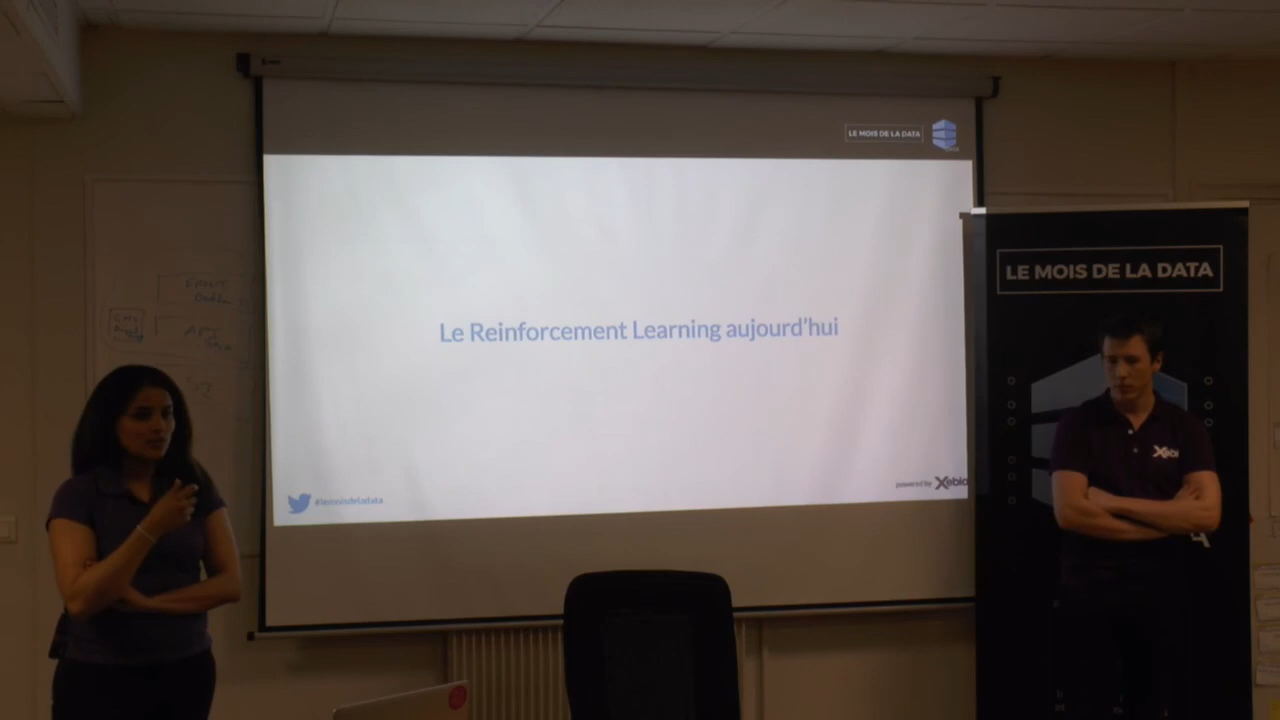 LE MOIS DE LA DATA
Le Reinforcement Learning aujourd'hui
#lemoisdeladata
powered by Xebia
LE MOIS DE LA DATA
Xebi